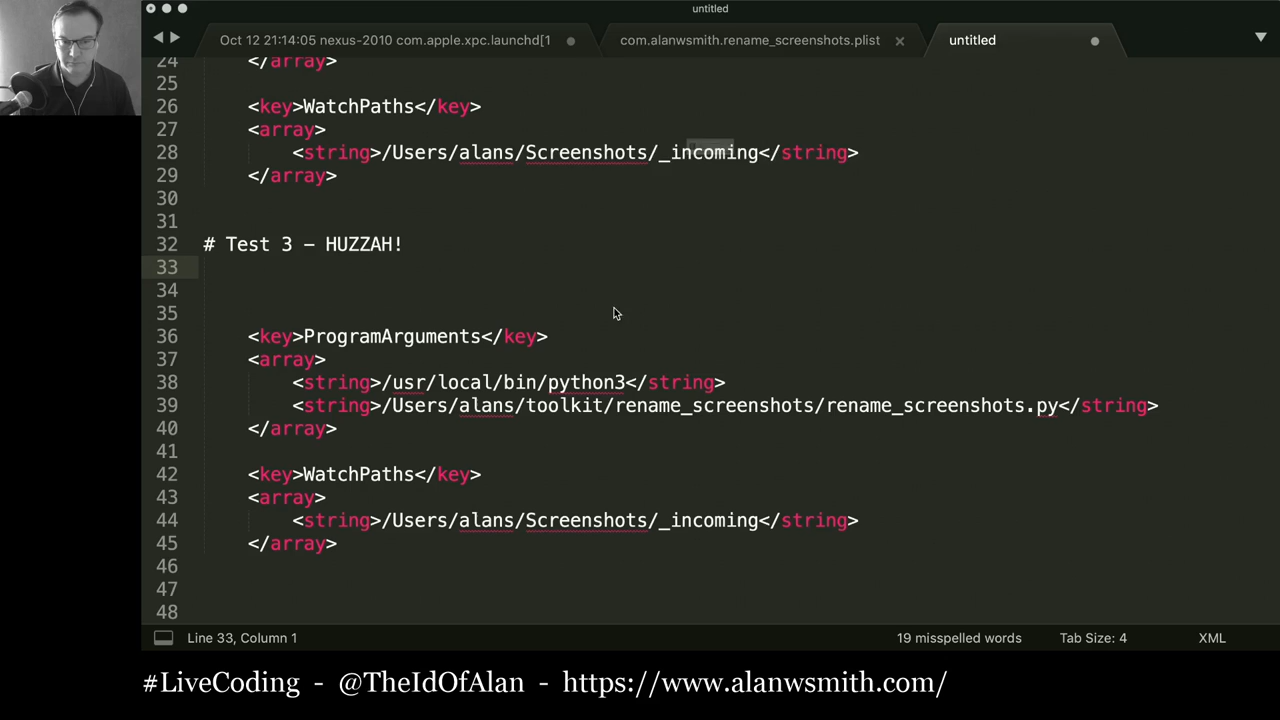 untitled
Oct 12 21:14:05 nexus-2010 com.apple.xpc.launchd[1
com.alanwsmith.rename_screenshots.plist
untitled
24 </array>
25
26 <key>WatchPaths</key>
27 <array>
28 <string>/Users/alans/Screenshots/_incoming</string>
29 </array>
30
31
32 # Test 3 - HUZZAH!
33
34
35
36 <key>ProgramArguments</key>
37 <array>
38 <string>/usr/local/bin/python3</string>
39 <string>/Users/alans/toolkit/rename_screenshots/rename_screenshots.py</string>
40 </array>
41
42 <key>WatchPaths</key>
43 <array>
44 <string>/Users/alans/Screenshots/_incoming</string>
45 </array>
46
47
48
Line 33, Column 1
19 misspelled words
Tab Size: 4
XML
#LiveCoding - @TheIdOfAlan - https://www.alanwsmith.com/